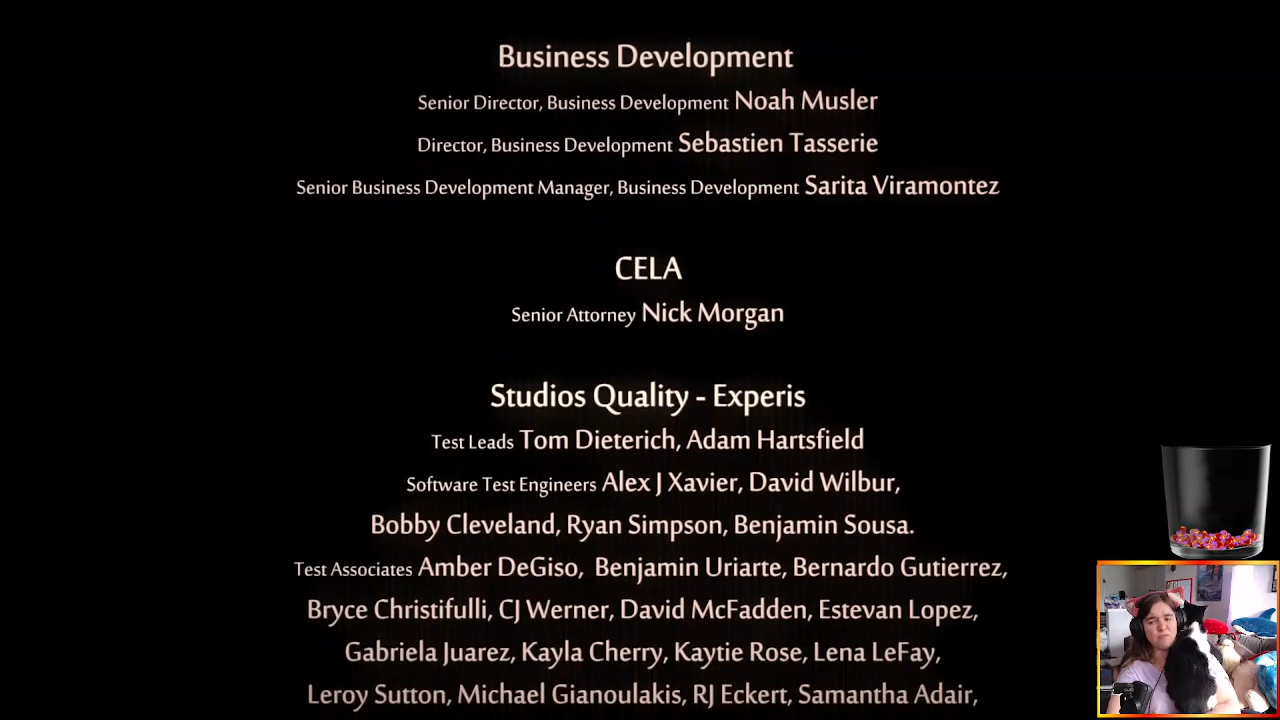 Business Development
Senior Director, Business Development Noah Musler
Director, Business Development Sebastien Tasserie
Senior Business Development Manager, Business Development Sarita Viramontez
CELA
Senior Attorney Nick Morgan
Studios Quality - Experis
Test Leads Tom Dieterich, Adam Hartsfield
Software Test Engineers Alex J Xavier, David Wilbur,
Bobby Cleveland, Ryan Simpson, Benjamin Sousa.
Test Associates Amber DeGiso,  Benjamin Uriarte, Bernardo Gutierrez,
Bryce Christifulli, CJ Werner, David McFadden, Estevan Lopez,
Gabriela Juarez, Kayla Cherry, Kaytie Rose, Lena LeFay,
Leroy Sutton, Michael Gianoulakis, RJ Eckert, Samantha Adair,